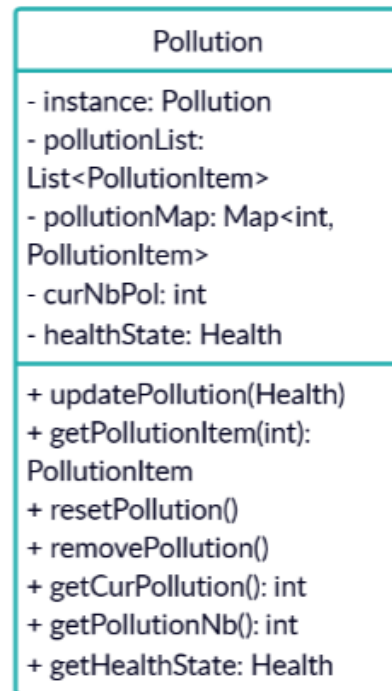 Pollution
- instance: Pollution
- pollutionList:
List<PollutionItem>
- pollutionMap: Map<int,
PollutionItem>
- curNbPol: int
- healthState: Health
+ updatePollution(Health)
+ getPollutionItem(int):
PollutionItem
+ resetPollution()
+ removePollution()
+ getCurPollution(): int
+ getPollutionNb(): int
+ getHealthState: Health